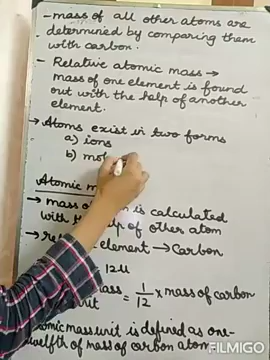 - mass of all other atoms are
determined by comparing them
with carbon.
- Relative atomic mass →
mass of one element is found
out with the help of another
element.
→ Atoms exist in two forms
a) ions
b) mo
Atomic m
→ mass is calculated
with of other atom
→ element → Carbon
12u
ass = 1/12 × mass of carbon
unit
mass unit is defined as one-
twelfth of mass of carbon atom
FILMIGO